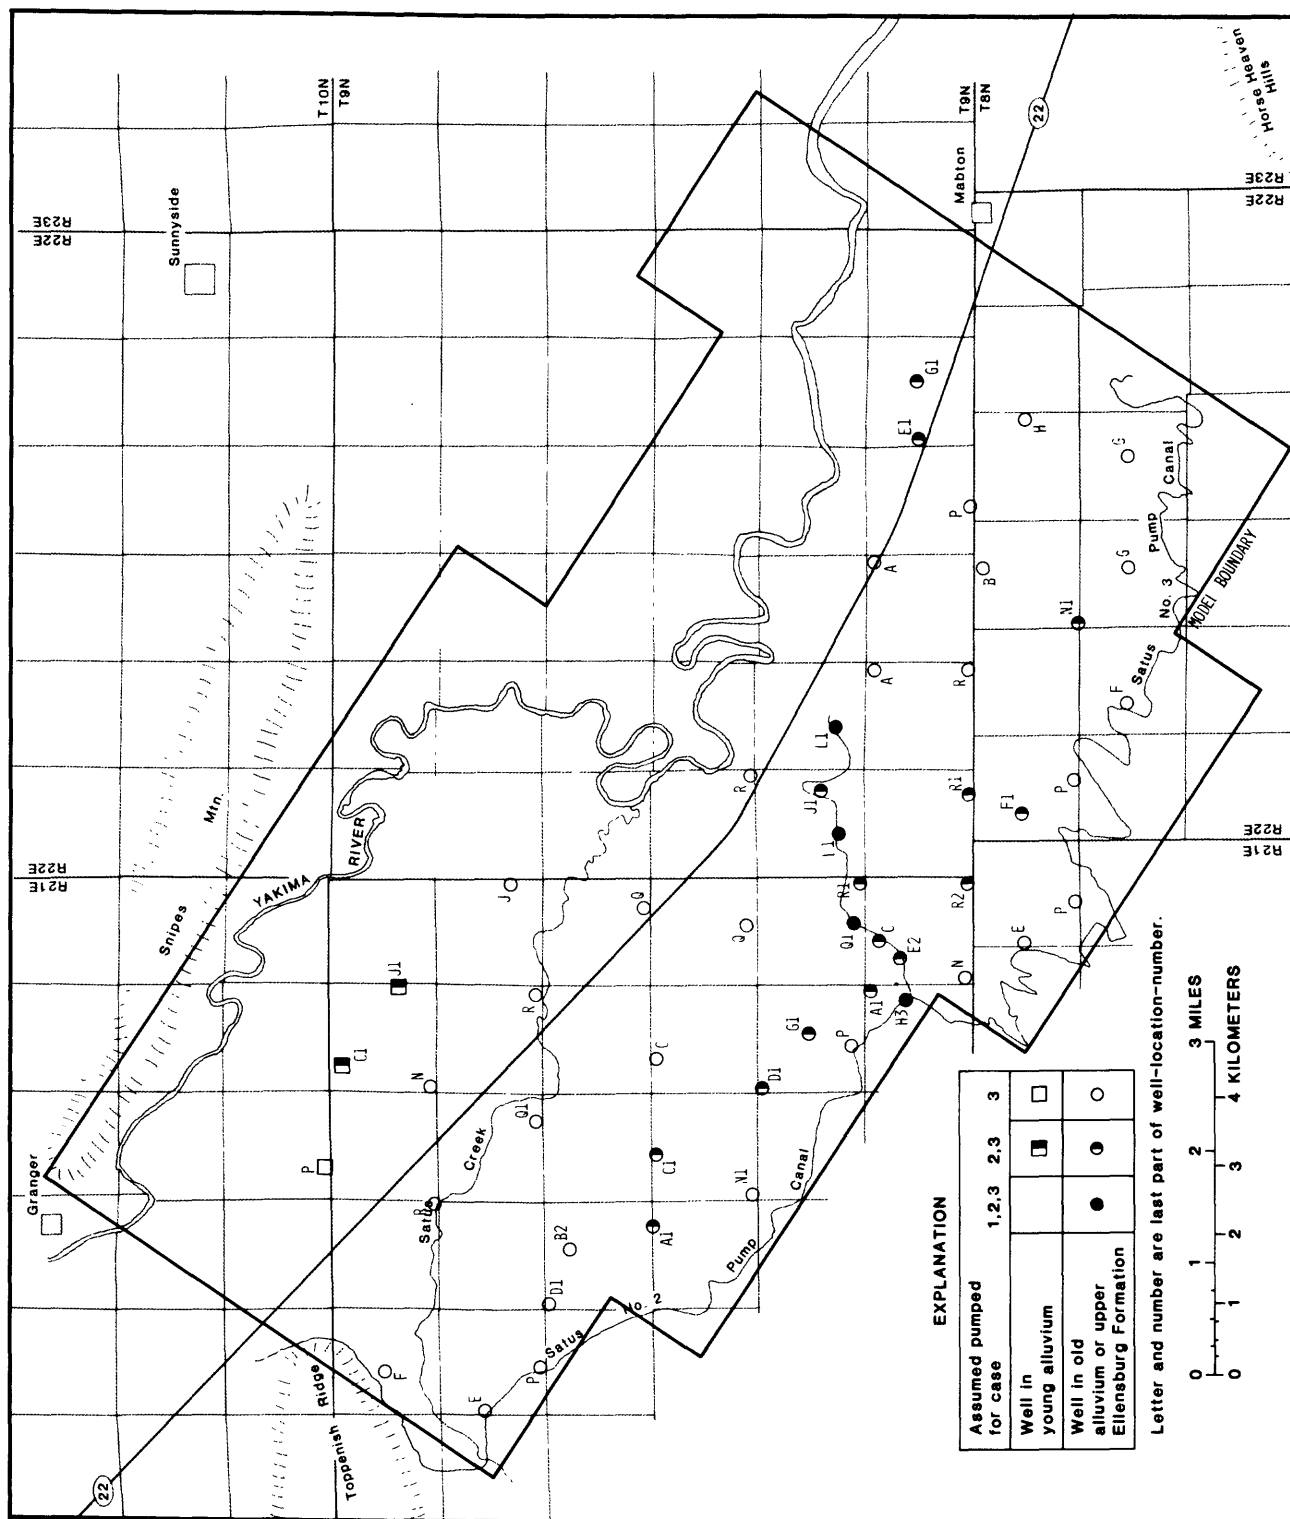 Granger
Snipes
Mtn.
YAKIMA
RIVER
Sunnyside
R22E
R23E
T10N
T9N
R21E
R22E
22
Toppenish
Ridge
Satus
Creek
Satus
No. 2
Pump
Canal
Mabton
T9N
T8N
22
Horse Heaven
Hills
R22E
R23E
R21E
R22E
Satus
No. 3
Pump
Canal
MODEL BOUNDARY
P
C1
J1
F
E
P
D1
B2
R
N
Q1
R
J
Q
C
Q
A1
C1
N1
D1
G1
P
A1
H3
E2
C
Q1
R1
I1
J1
L1
R
A
A
E1
G1
N
R2
R1
R
P
B
H
E
F1
P
P
N1
F
G
G
EXPLANATION
Assumed pumped
for case
1,2,3
2,3
3
Well in
young alluvium
Well in old
alluvium or upper
Ellensburg Formation
Letter and number are last part of well-location-number.
0 1 2 3 MILES
0 1 2 3 4 KILOMETERS